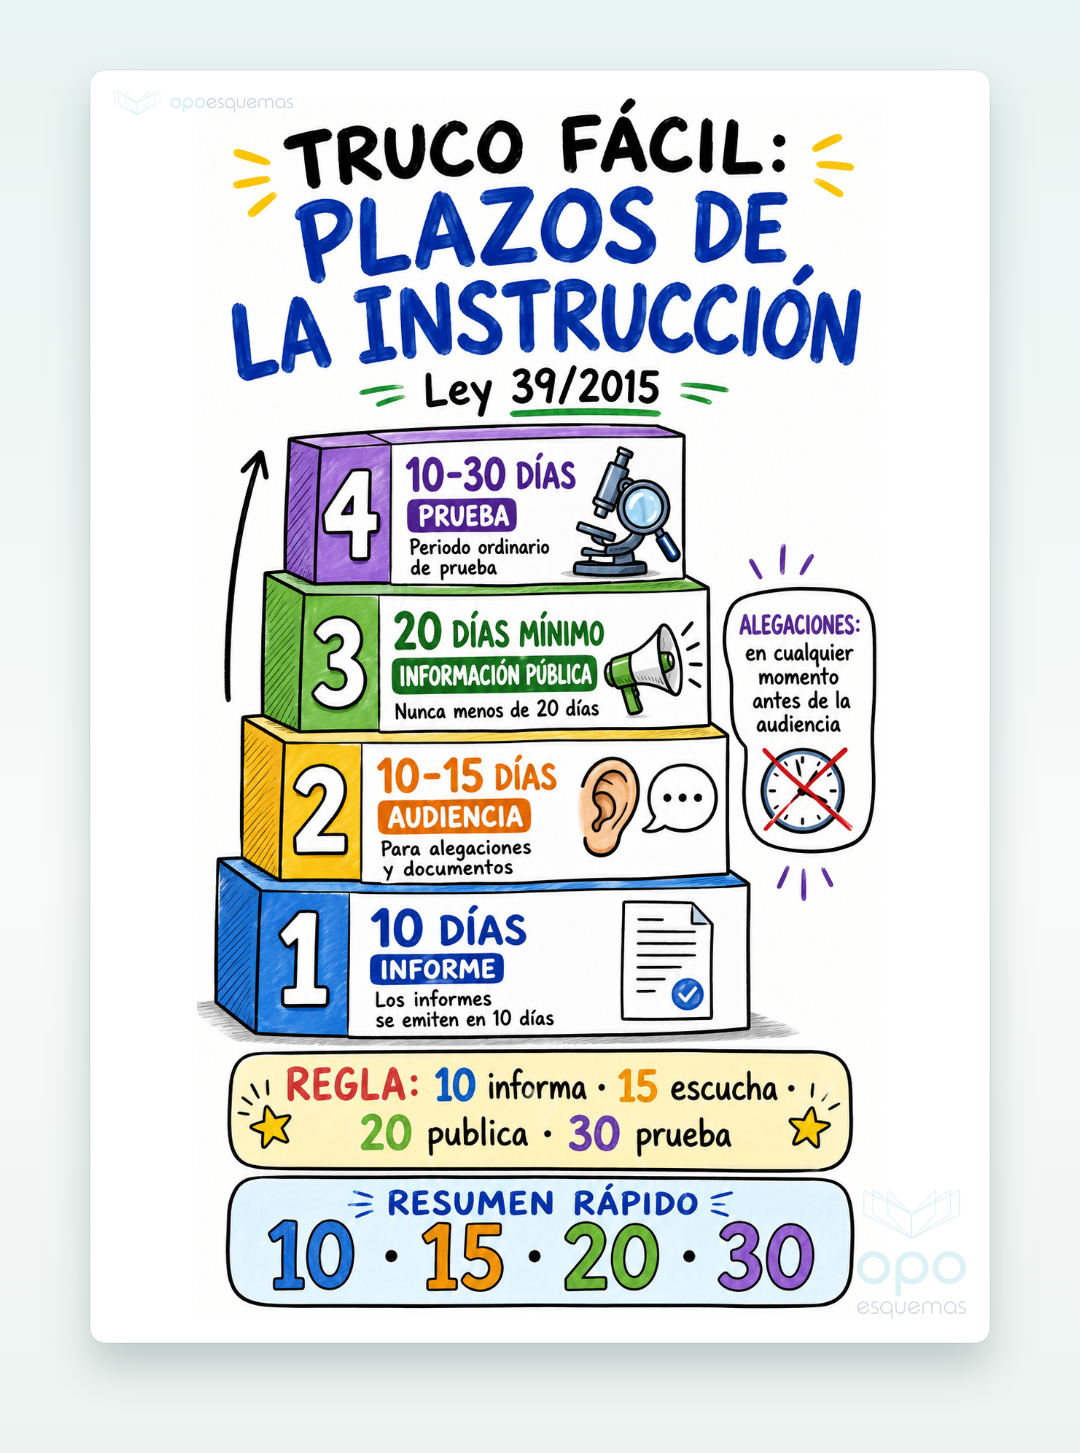 opoesquemas
TRUCO FÁCIL:
PLAZOS DE
LA INSTRUCCIÓN
Ley 39/2015
4
10-30 DÍAS
PRUEBA
Periodo ordinario
de prueba
3
20 DÍAS MÍNIMO
INFORMACIÓN PÚBLICA
Nunca menos de 20 días
ALEGACIONES:
en cualquier
momento
antes de la
audiencia
2
10-15 DÍAS
AUDIENCIA
Para alegaciones
y documentos
1
10 DÍAS
INFORME
Los informes
se emiten en 10 días
REGLA: 10 informa · 15 escucha ·
20 publica · 30 prueba
RESUMEN RÁPIDO
10 · 15 · 20 · 30
opo
esquemas